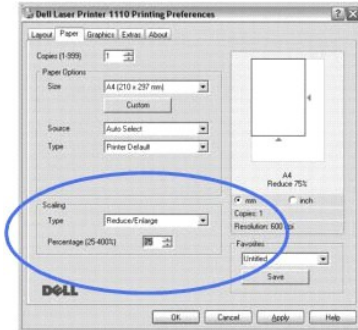 Dell Laser Printer 1110 Printing Preferences
Layout Paper Graphics Extras About
Copies (1-999) 1
Paper Options
Size A4 (210 x 297 mm)
Custom
Source Auto Select
Type Printer Default
A4
Reduce 75%
mm inch
Copies: 1
Resolution: 600 dpi
Scaling
Type Reduce/Enlarge
Percentage (25-400%) 75
Favorites
Untitled
Save
DELL
OK Cancel Apply Help